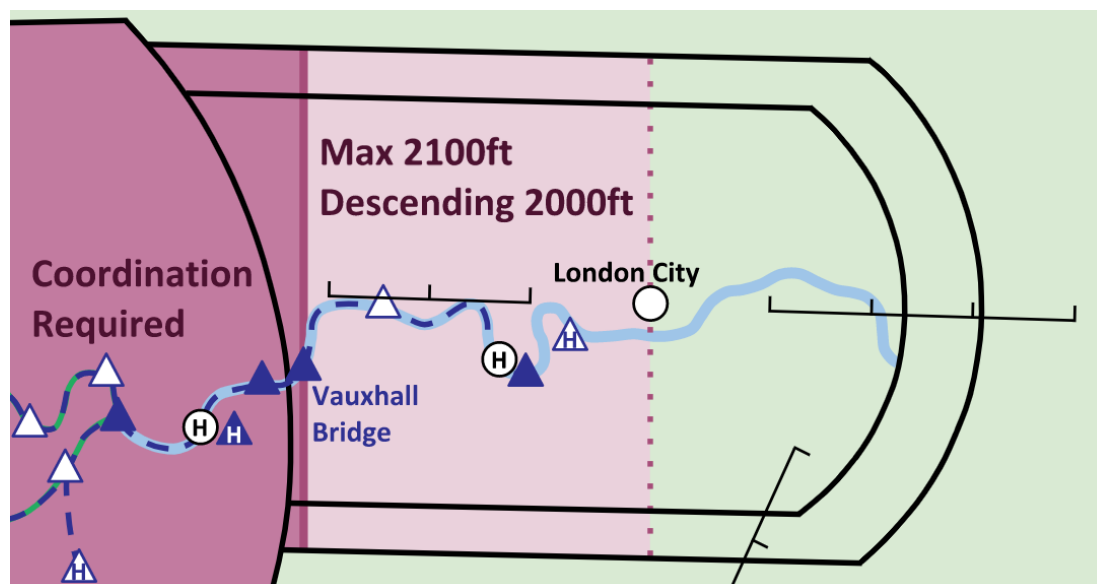 Max 2100ft
Descending 2000ft
London City
Coordination
Required
H
H
Vauxhall
Bridge
H
H
H